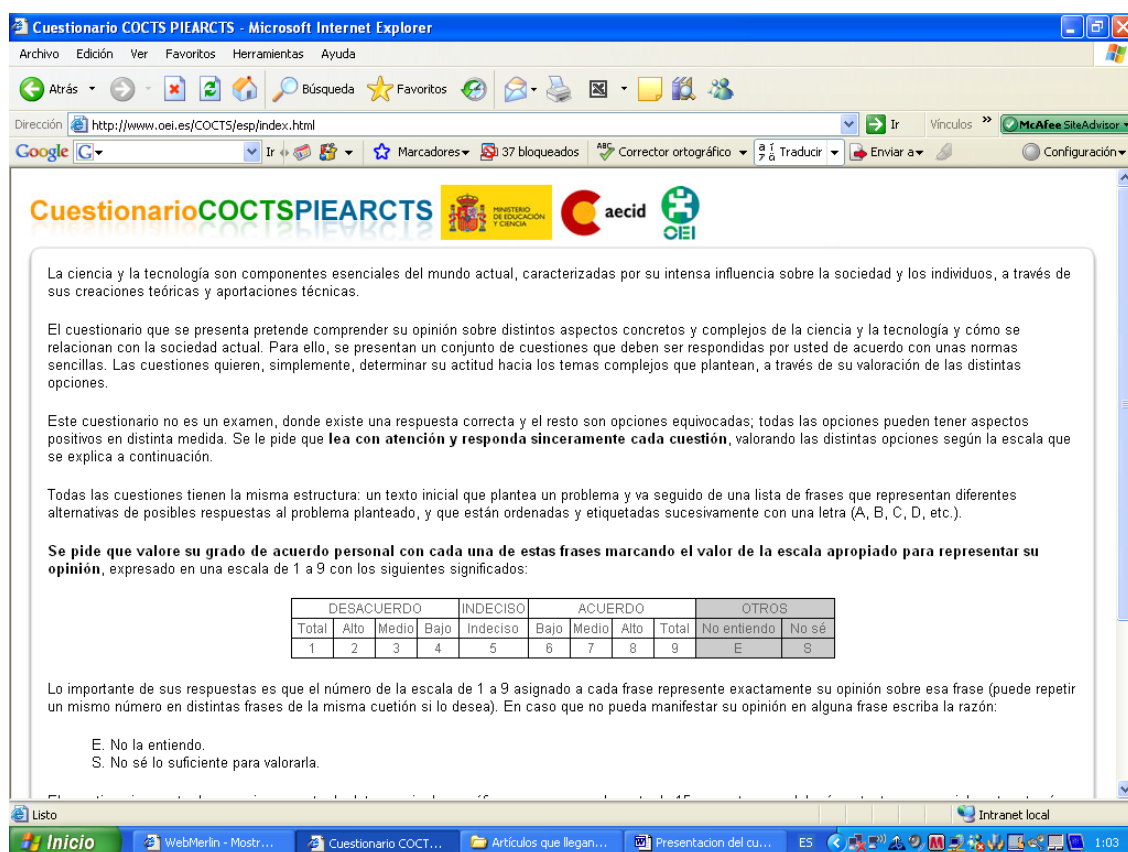 Cuestionario COCTS PIEARCTS - Microsoft Internet Explorer
Archivo Edición Ver Favoritos Herramientas Ayuda
Atrás Búsqueda Favoritos
Dirección http://www.oei.es/COCTS/esp/index.html Ir Vínculos » McAfee SiteAdvisor
Google G Ir Marcadores 37 bloqueados ABC Corrector ortográfico Traducir Enviar a Configuración
CuestionarioCOCTSPIEARCTS MINISTERIO DE EDUCACIÓN Y CIENCIA aecid OEI
La ciencia y la tecnología son componentes esenciales del mundo actual, caracterizadas por su intensa influencia sobre la sociedad y los individuos, a través de
sus creaciones teóricas y aportaciones técnicas.
El cuestionario que se presenta pretende comprender su opinión sobre distintos aspectos concretos y complejos de la ciencia y la tecnología y cómo se
relacionan con la sociedad actual. Para ello, se presentan un conjunto de cuestiones que deben ser respondidas por usted de acuerdo con unas normas
sencillas. Las cuestiones quieren, simplemente, determinar su actitud hacia los temas complejos que plantean, a través de su valoración de las distintas
opciones.
Este cuestionario no es un examen, donde existe una respuesta correcta y el resto son opciones equivocadas; todas las opciones pueden tener aspectos
positivos en distinta medida. Se le pide que lea con atención y responda sinceramente cada cuestión, valorando las distintas opciones según la escala que
se explica a continuación.
Todas las cuestiones tienen la misma estructura: un texto inicial que plantea un problema y va seguido de una lista de frases que representan diferentes
alternativas de posibles respuestas al problema planteado, y que están ordenadas y etiquetadas sucesivamente con una letra (A, B, C, D, etc.).
Se pide que valore su grado de acuerdo personal con cada una de estas frases marcando el valor de la escala apropiado para representar su
opinión, expresado en una escala de 1 a 9 con los siguientes significados:
DESACUERDO INDECISO ACUERDO OTROS
Total Alto Medio Bajo Indeciso Bajo Medio Alto Total No entiendo No sé
1 2 3 4 5 6 7 8 9 E S
Lo importante de sus respuestas es que el número de la escala de 1 a 9 asignado a cada frase represente exactamente su opinión sobre esa frase (puede repetir
un mismo número en distintas frases de la misma cuetión si lo desea). En caso que no pueda manifestar su opinión en alguna frase escriba la razón:
E. No la entiendo.
S. No sé lo suficiente para valorarla.
Listo Intranet local
Inicio WebMerlin - Mostr... Cuestionario COCT... Artículos que llegan... Presentacion del cu... ES 1:03